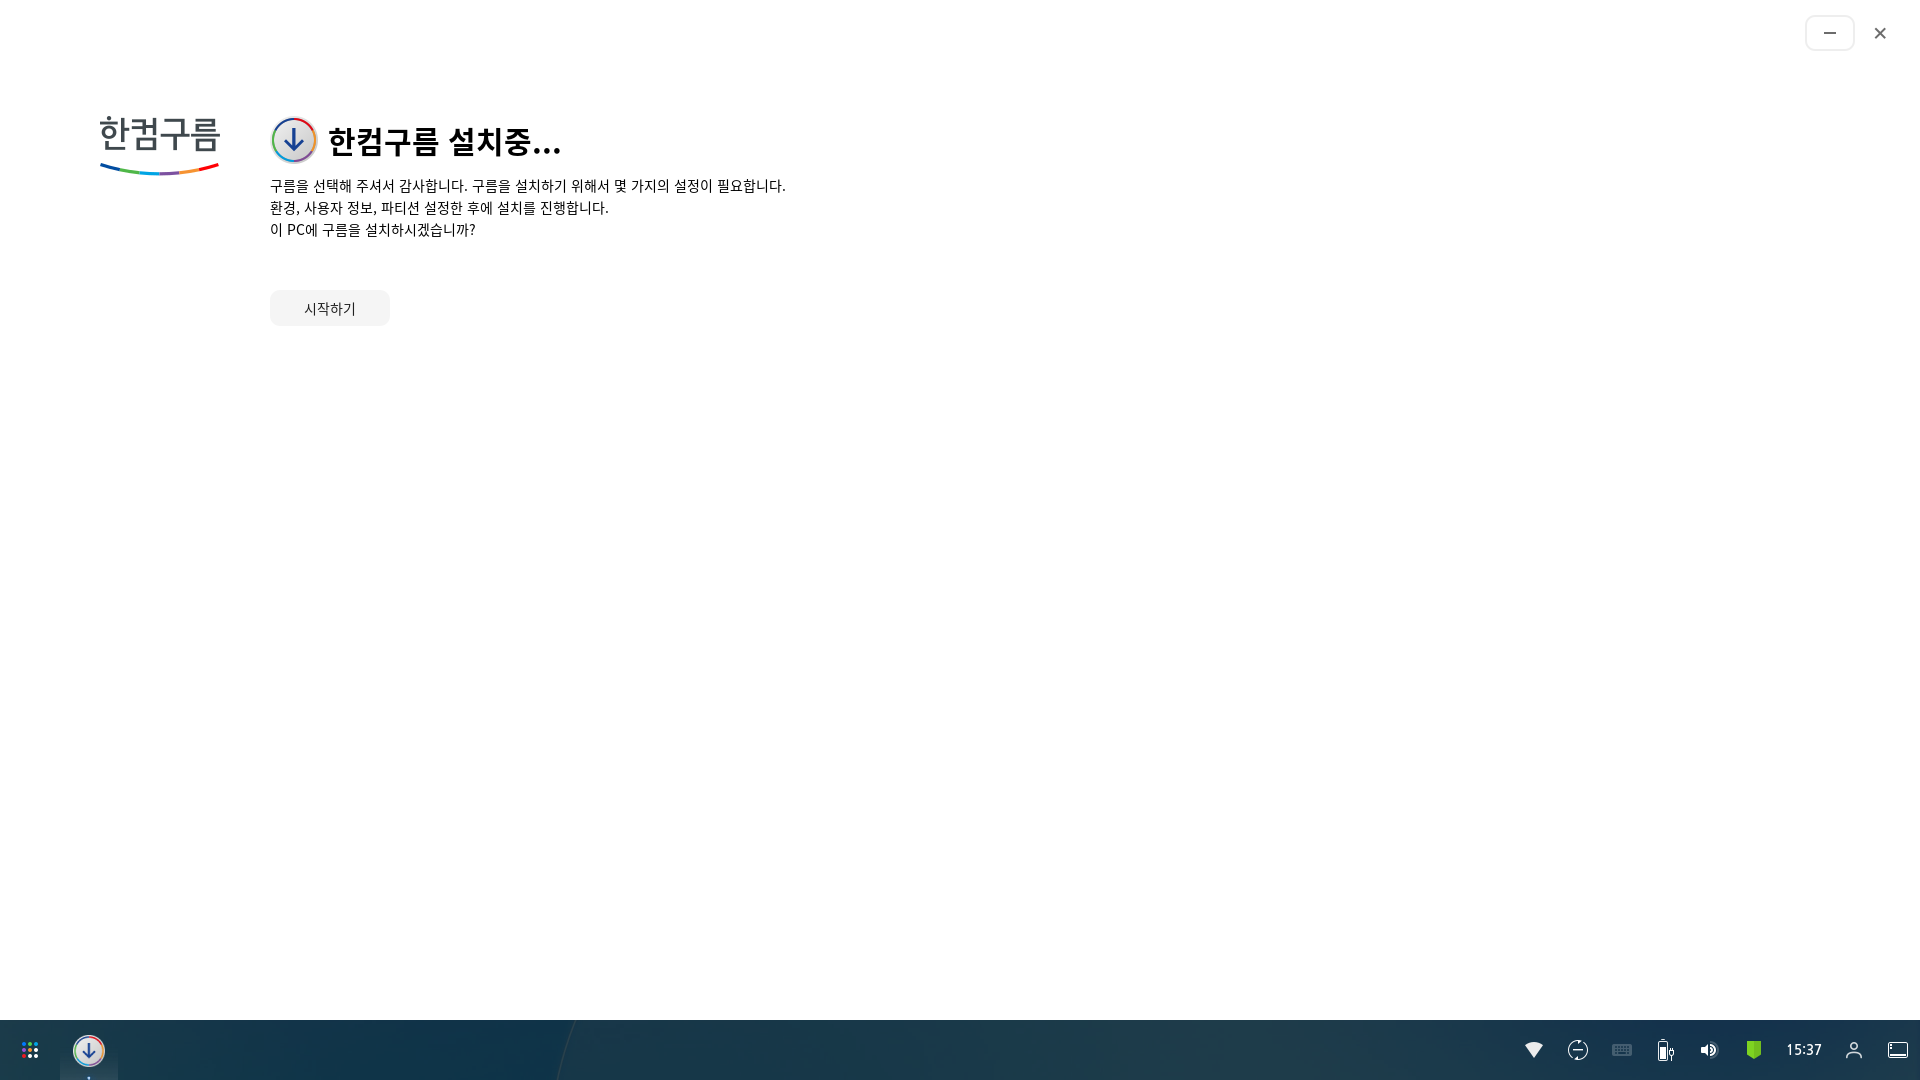 한컴구름
한컴구름 설치중...
구름을 선택해 주셔서 감사합니다. 구름을 설치하기 위해서 몇 가지의 설정이 필요합니다.
환경, 사용자 정보, 파티션 설정한 후에 설치를 진행합니다.
이 PC에 구름을 설치하시겠습니까?
시작하기
15:37